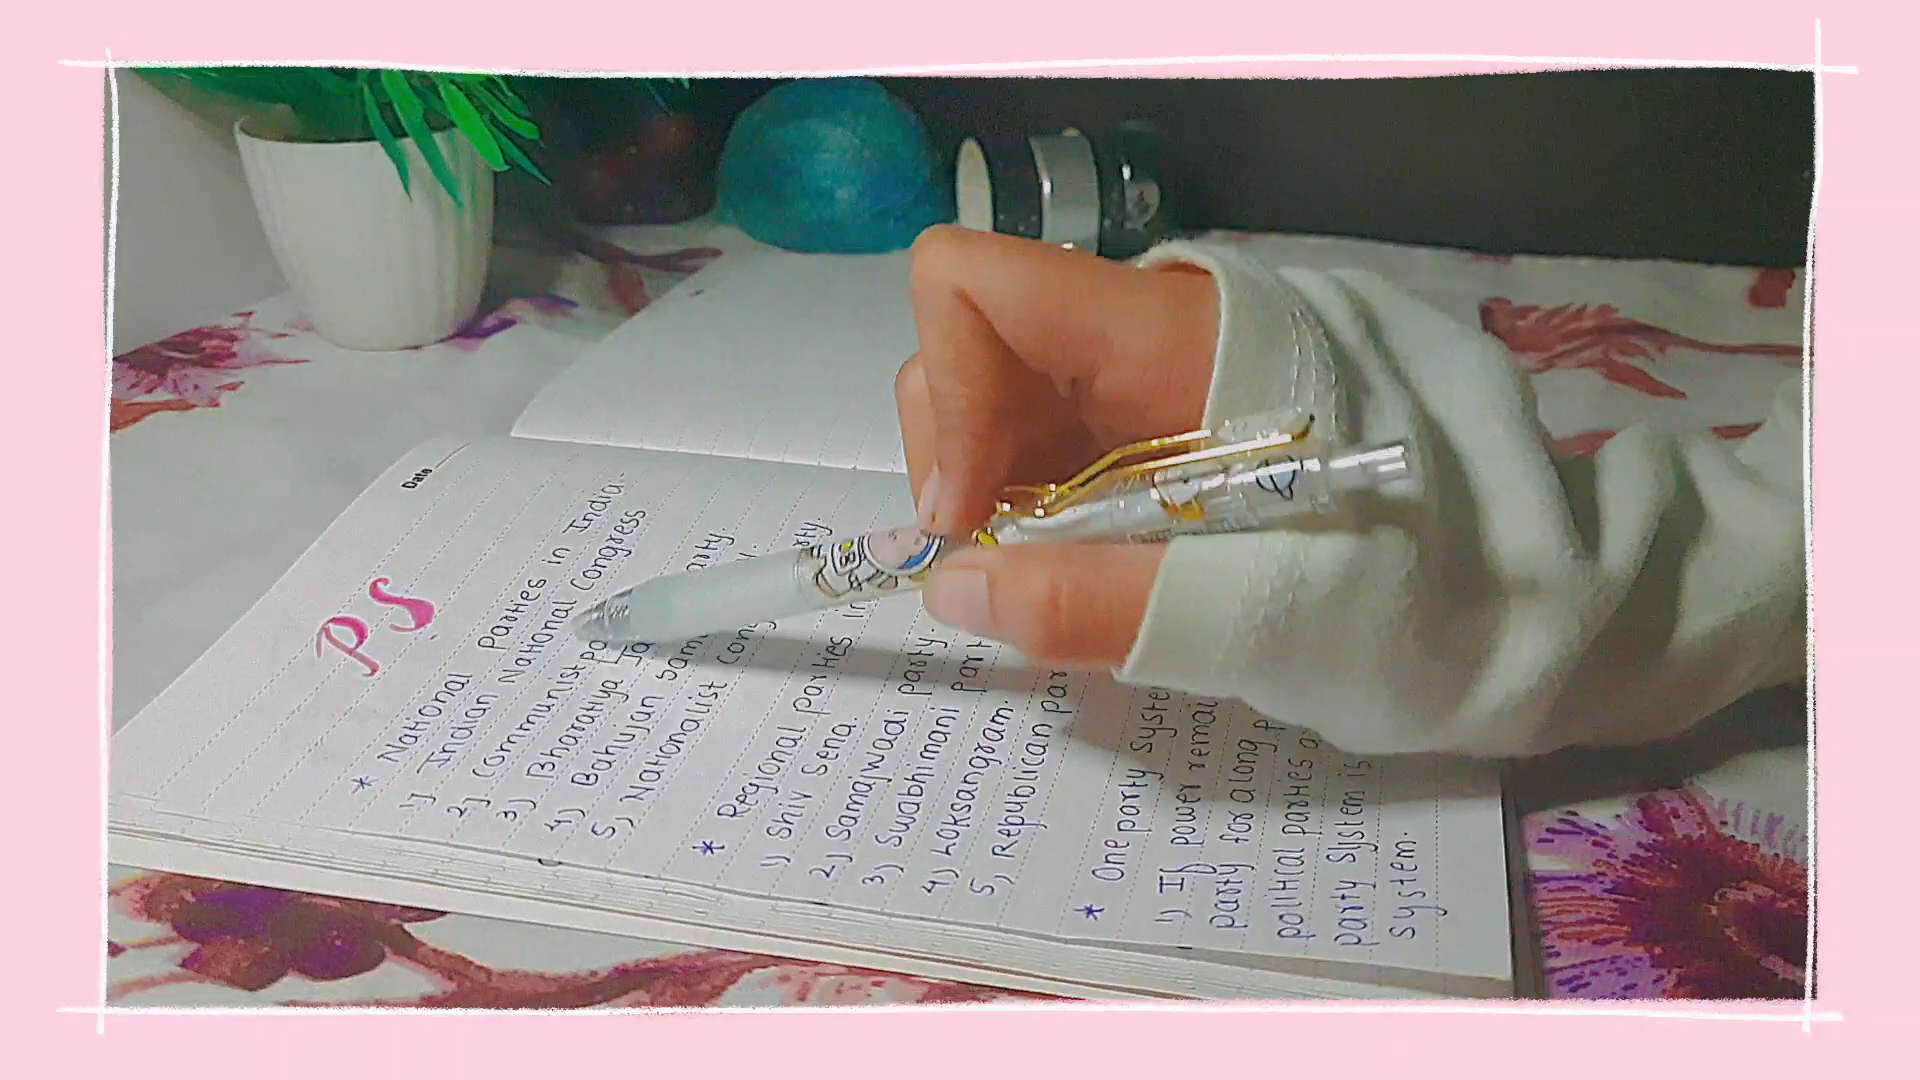 Date
PS
* National parties in India-
1) Indian National Congress
2) Communist party.
3) Bharatiya
4) Bahujan
5) Nationalist
* Regional parties in
1) Shiv Sena.
2) Samajwadi party.
3) Swabhimani
4) Loksangram.
5) Republican
* One party
1) If power
party for along
political parties
party system is
system.